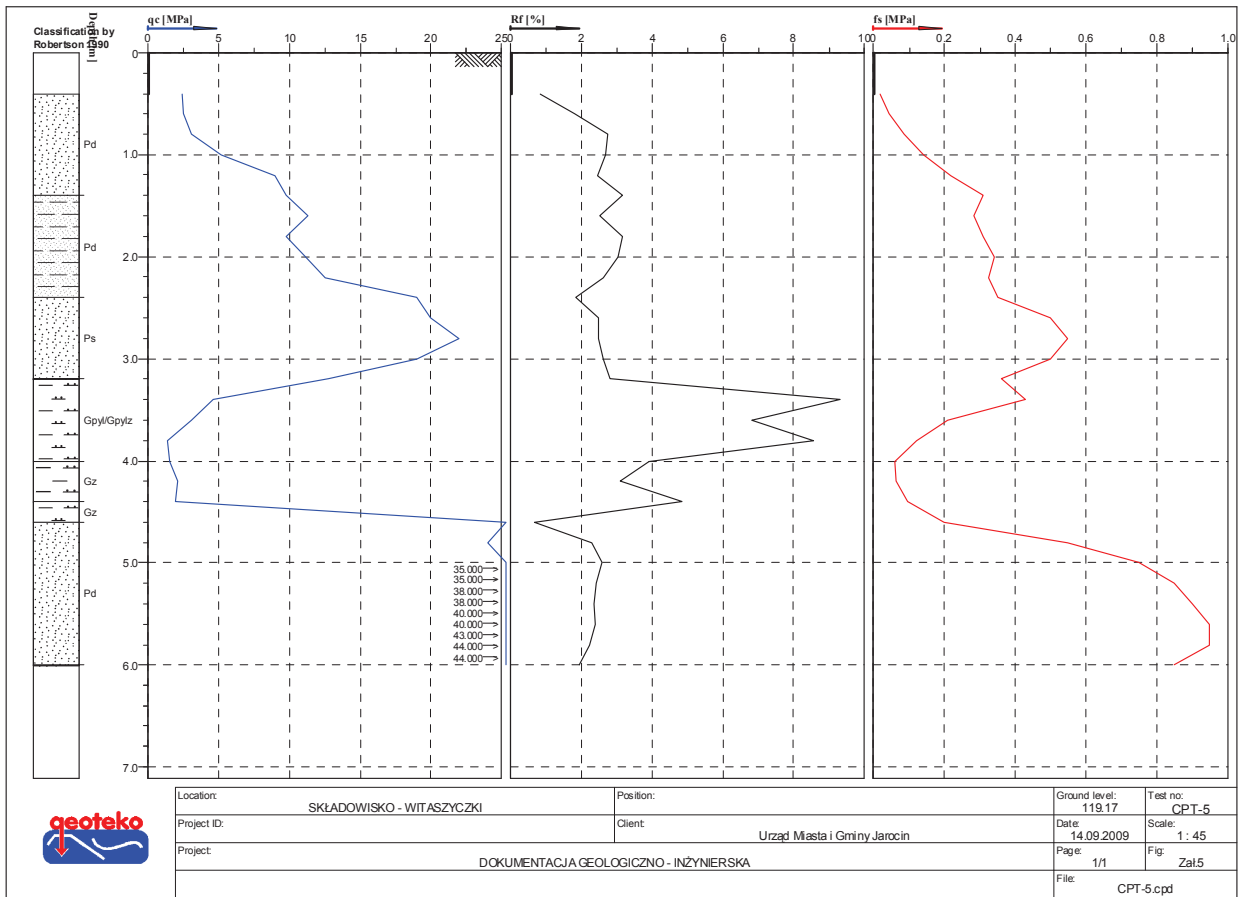 Classification by
Robertson 1990
Depth [m]
qc [MPa]
0 5 10 15 20 25
Rf [%]
0 2 4 6 8 10
fs [MPa]
0.0 0.2 0.4 0.6 0.8 1.0
0
1.0
2.0
3.0
4.0
5.0
6.0
7.0
Pd
Pd
Ps
Gpyl/Gpylz
Gz
Gz
Pd
35.000
35.000
38.000
38.000
40.000
40.000
43.000
44.000
44.000
geoteko
Location:
SKŁADOWISKO - WITASZYCZKI
Position:
Ground level:
119.17
Test no:
CPT-5
Project ID:
Client:
Urząd Miasta i Gminy Jarocin
Date:
14.09.2009
Scale:
1 : 45
Project:
DOKUMENTACJA GEOLOGICZNO - INŻYNIERSKA
Page:
1/1
Fig:
Zał.5
File:
CPT-5.cpd